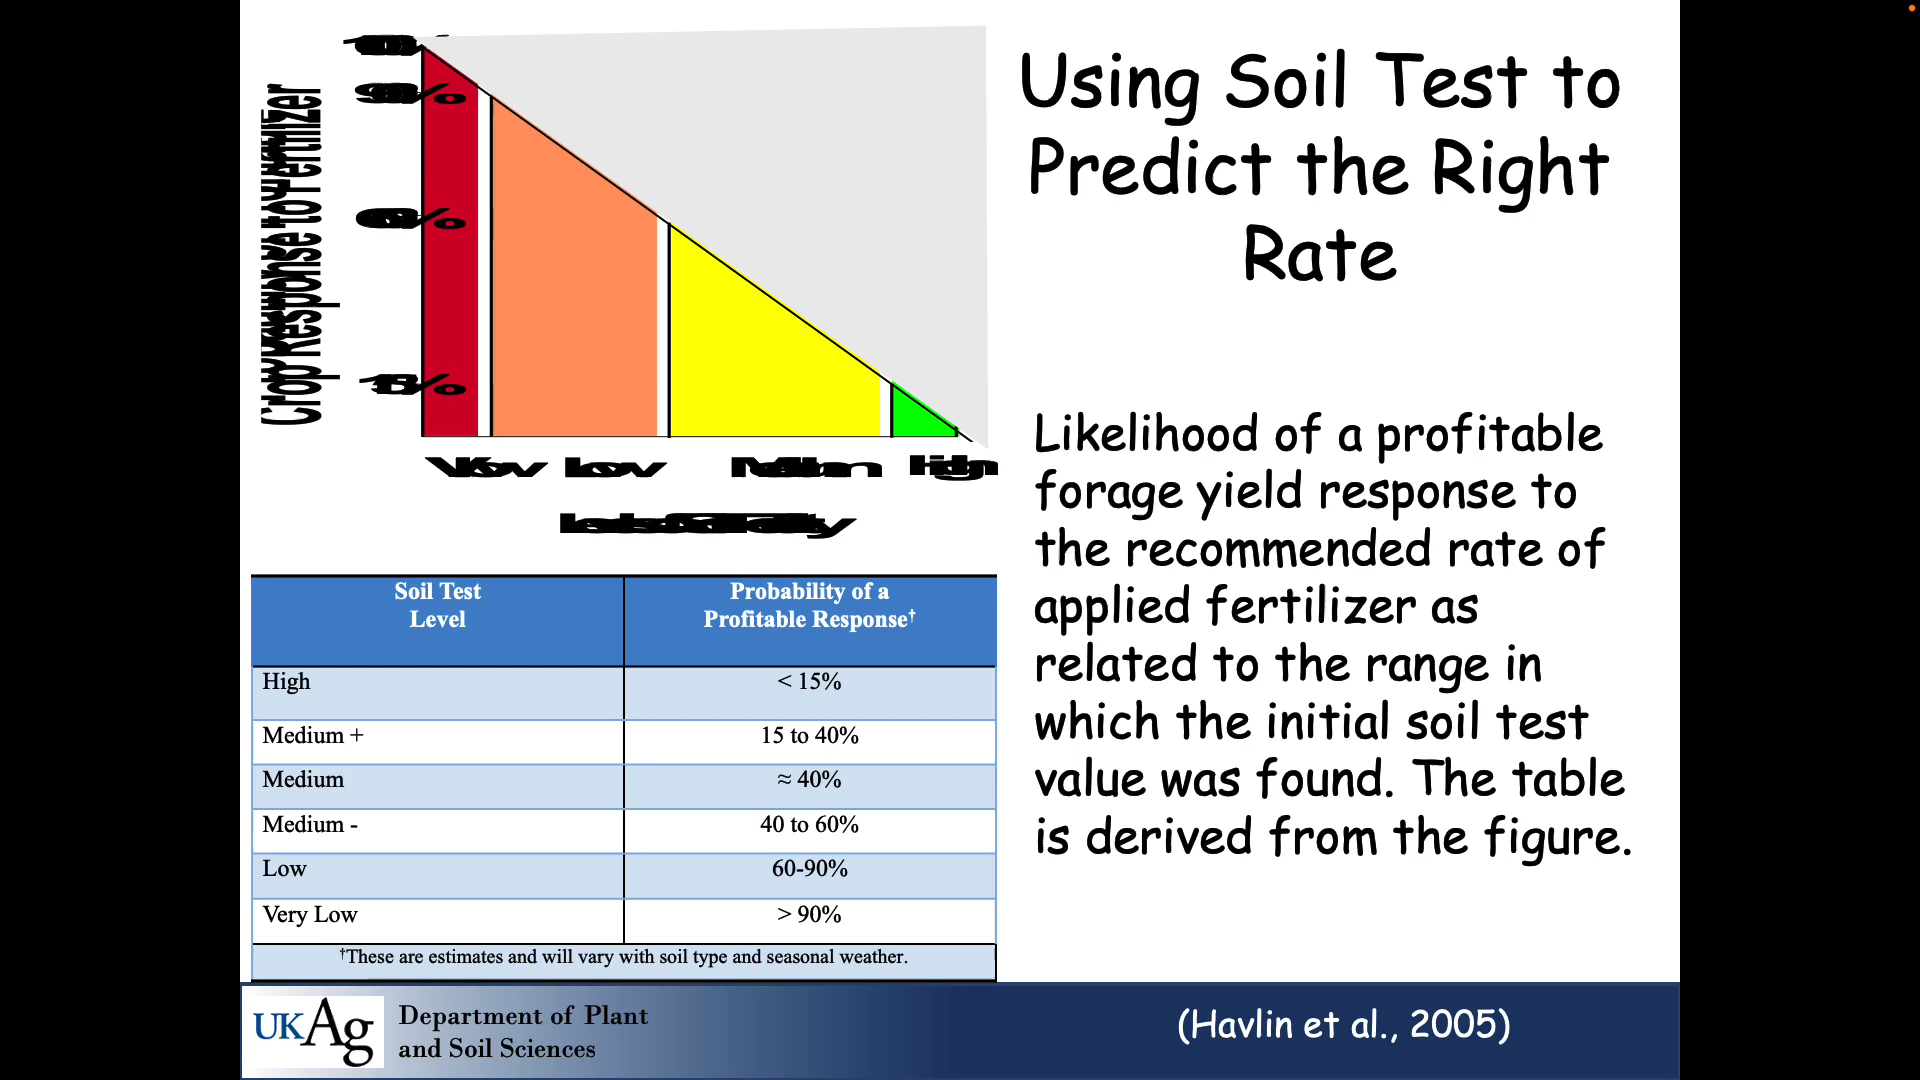 Using Soil Test to
Predict the Right
Rate
Crop Response to Fertilizer
90%
60%
15%
Low
Medium
High
Likelihood of a profitable
forage yield response to
the recommended rate of
applied fertilizer as
related to the range in
which the initial soil test
value was found. The table
is derived from the figure.
Soil Test Level
Probability of a Profitable Response†
High < 15%
Medium + 15 to 40%
Medium ≈ 40%
Medium - 40 to 60%
Low 60-90%
Very Low > 90%
†These are estimates and will vary with soil type and seasonal weather.
UKAg
Department of Plant
and Soil Sciences
(Havlin et al., 2005)